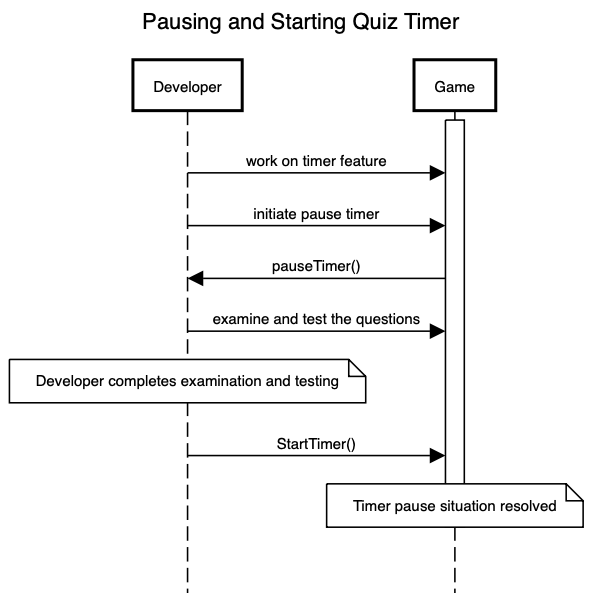 Pausing and Starting Quiz Timer
Developer
Game
work on timer feature
initiate pause timer
pauseTimer()
examine and test the questions
Developer completes examination and testing
StartTimer()
Timer pause situation resolved